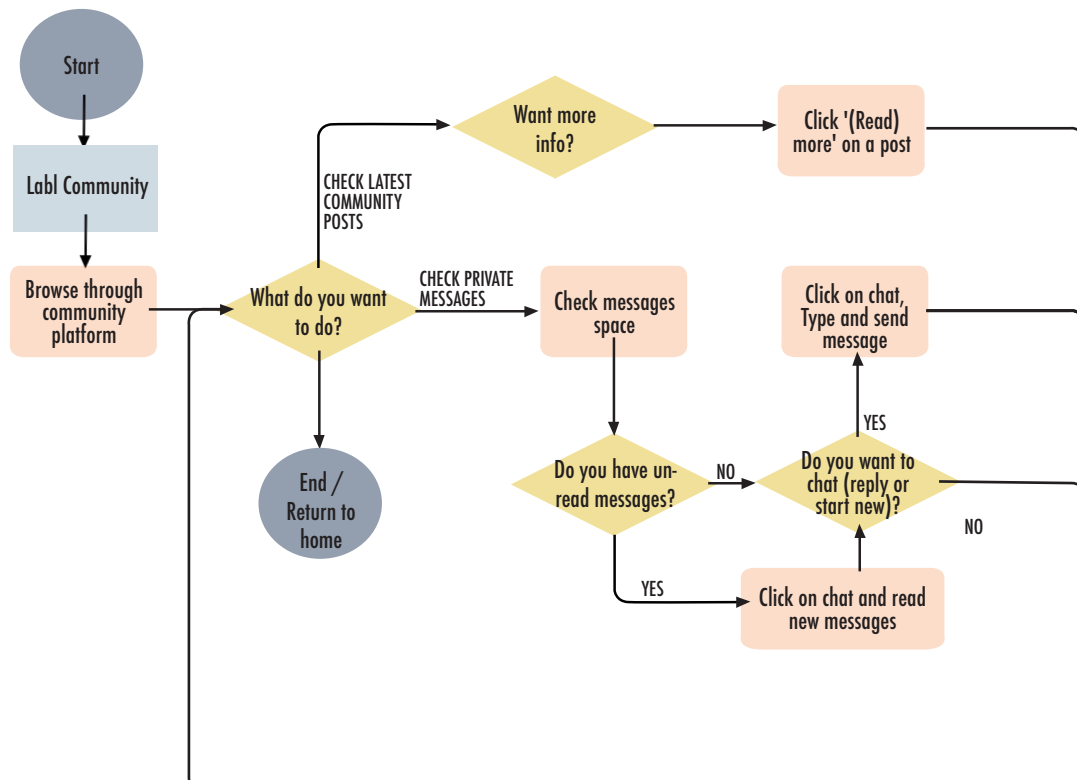 Start
Labl Community
Browse through
community
platform
What do you want
to do?
CHECK LATEST
COMMUNITY
POSTS
Want more
info?
Click '(Read)
more' on a post
CHECK PRIVATE
MESSAGES
Check messages
space
Click on chat,
Type and send
message
End /
Return to
home
Do you have un-
read messages?
NO
YES
Do you want to
chat (reply or
start new)?
YES
NO
Click on chat and read
new messages